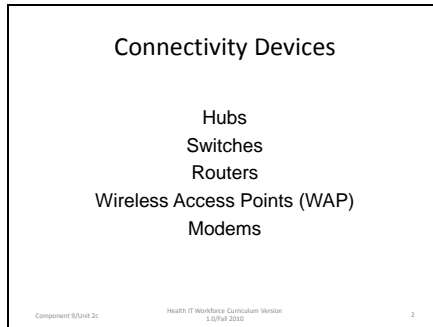 Connectivity Devices
Hubs
Switches
Routers
Wireless Access Points (WAP)
Modems
Component 9/Unit 2c
Health IT Workforce Curriculum Version
1.0/Fall 2010
2